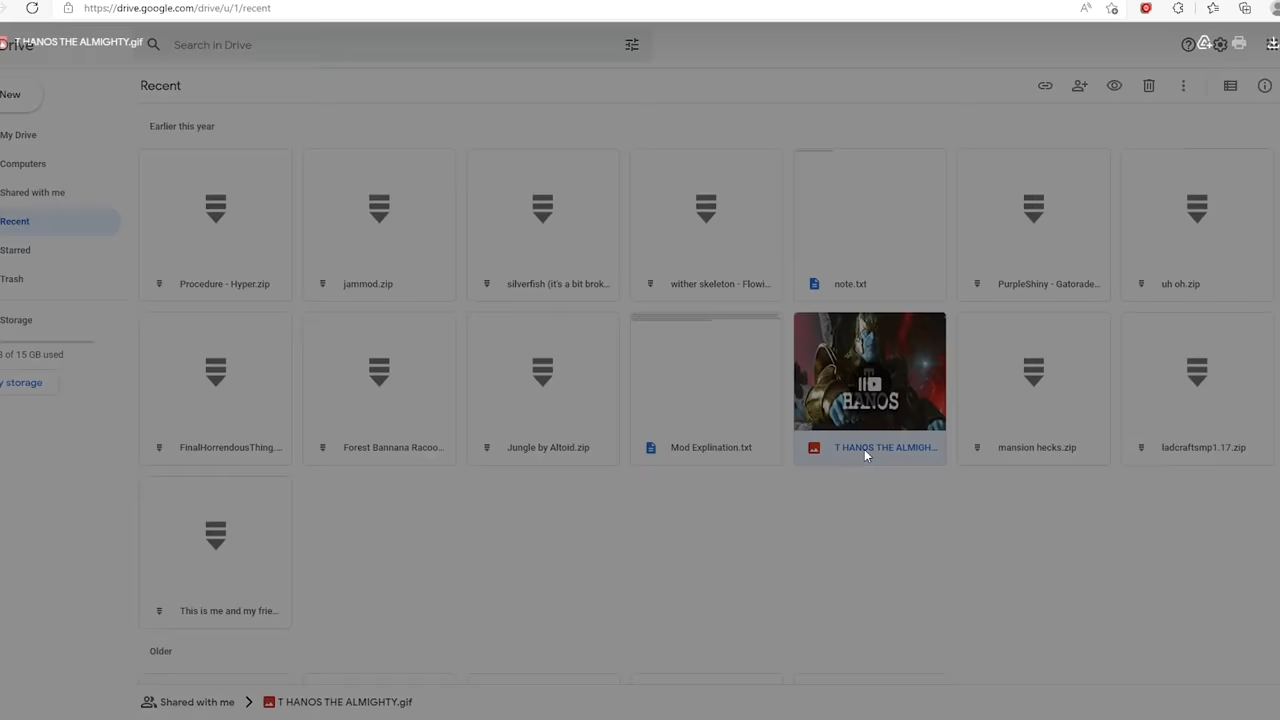 https://drive.google.com/drive/u/1/recent
T HANOS THE ALMIGHTY.gif
Search in Drive
Recent
New
Earlier this year
My Drive
Computers
Shared with me
Recent
Starred
Trash
Storage
of 15 GB used
y storage
Procedure - Hyper.zip
jammod.zip
silverfish (it's a bit brok...
wither skeleton - Flowi...
note.txt
PurpleShiny - Gatorade...
uh oh.zip
T
HANOS
FinalHorrendousThing....
Forest Bannana Racoo...
Jungle by Altoid.zip
Mod Explination.txt
T HANOS THE ALMIGH...
mansion hecks.zip
ladcraftsmp1.17.zip
This is me and my frie...
Older
Shared with me
T HANOS THE ALMIGHTY.gif